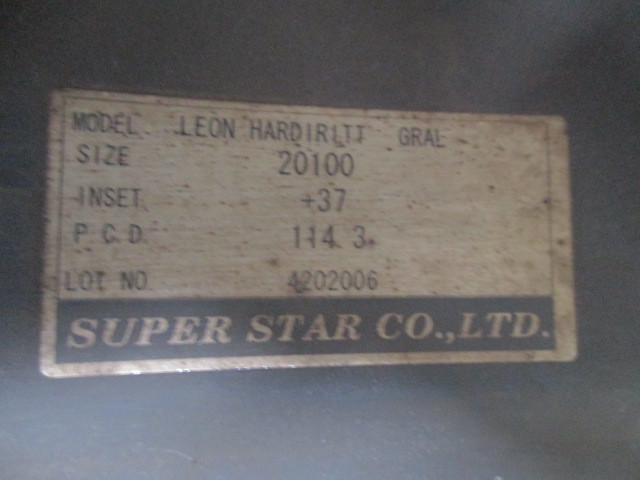 MODEL. LEON HARDIRITT GRAL
SIZE 20100
INSET. +37
P.C.D. 114.3
LOT NO. 4202006
SUPER STAR CO.,LTD.